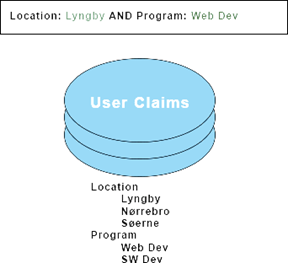 Location: Lyngby AND Program: Web Dev
User Claims
Location
Lyngby
Nørrebro
Søerne
Program
Web Dev
SW Dev